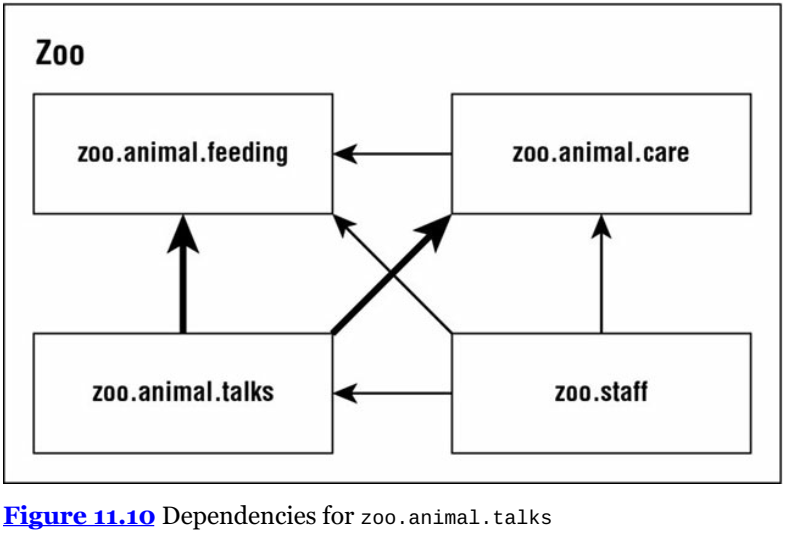 Zoo
zoo.animal.feeding
zoo.animal.care
zoo.animal.talks
zoo.staff
Figure 11.10 Dependencies for zoo.animal.talks